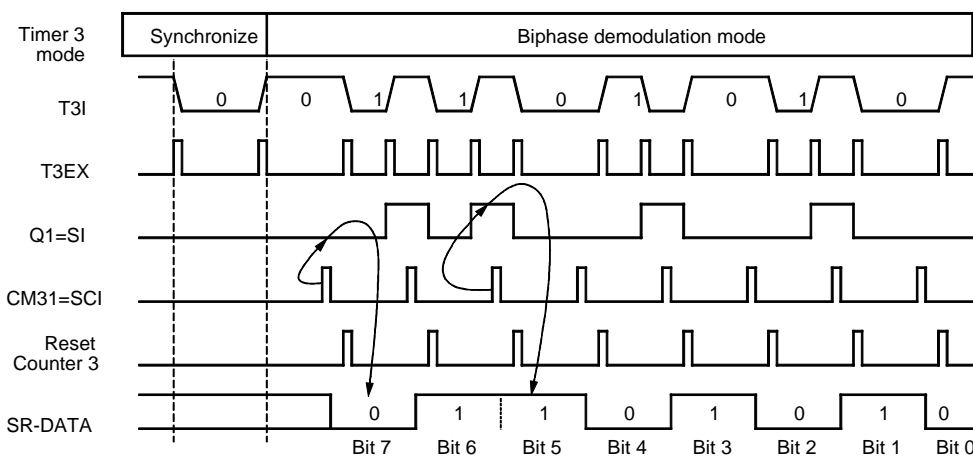 Timer 3
mode
Synchronize
Biphase demodulation mode
0 0 1 1 0 1 0 1 0
T3I
T3EX
Q1=SI
CM31=SCI
Reset
Counter 3
0 1 1 0 1 0 1 0
SR-DATA
Bit 7 Bit 6 Bit 5 Bit 4 Bit 3 Bit 2 Bit 1 Bit 0